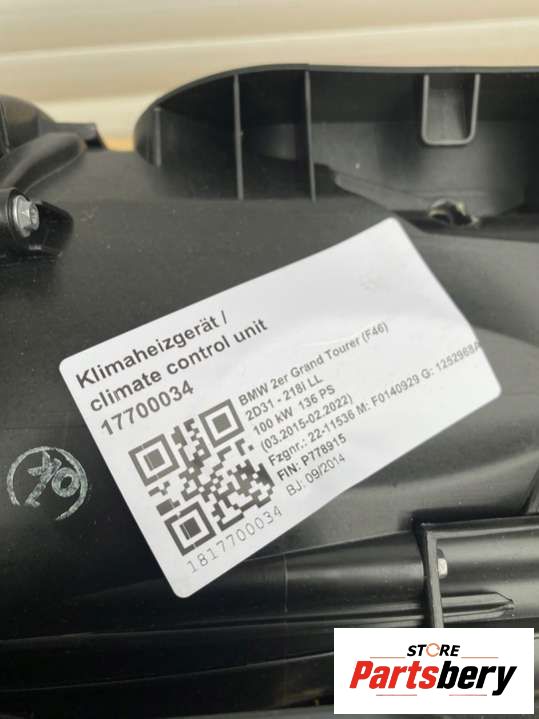 Klimaheizgerät /
climate control unit
17700034
BMW 2er Grand Tourer (F46)
2D31 - 218i LL
100 kW 136 PS
(03.2015-02.2022)
Fzgnr.: 22-11536 M: F0140929 G: 1252968A
FIN: P778915
BJ: 09/2014
1817700034
STORE
Partsbery